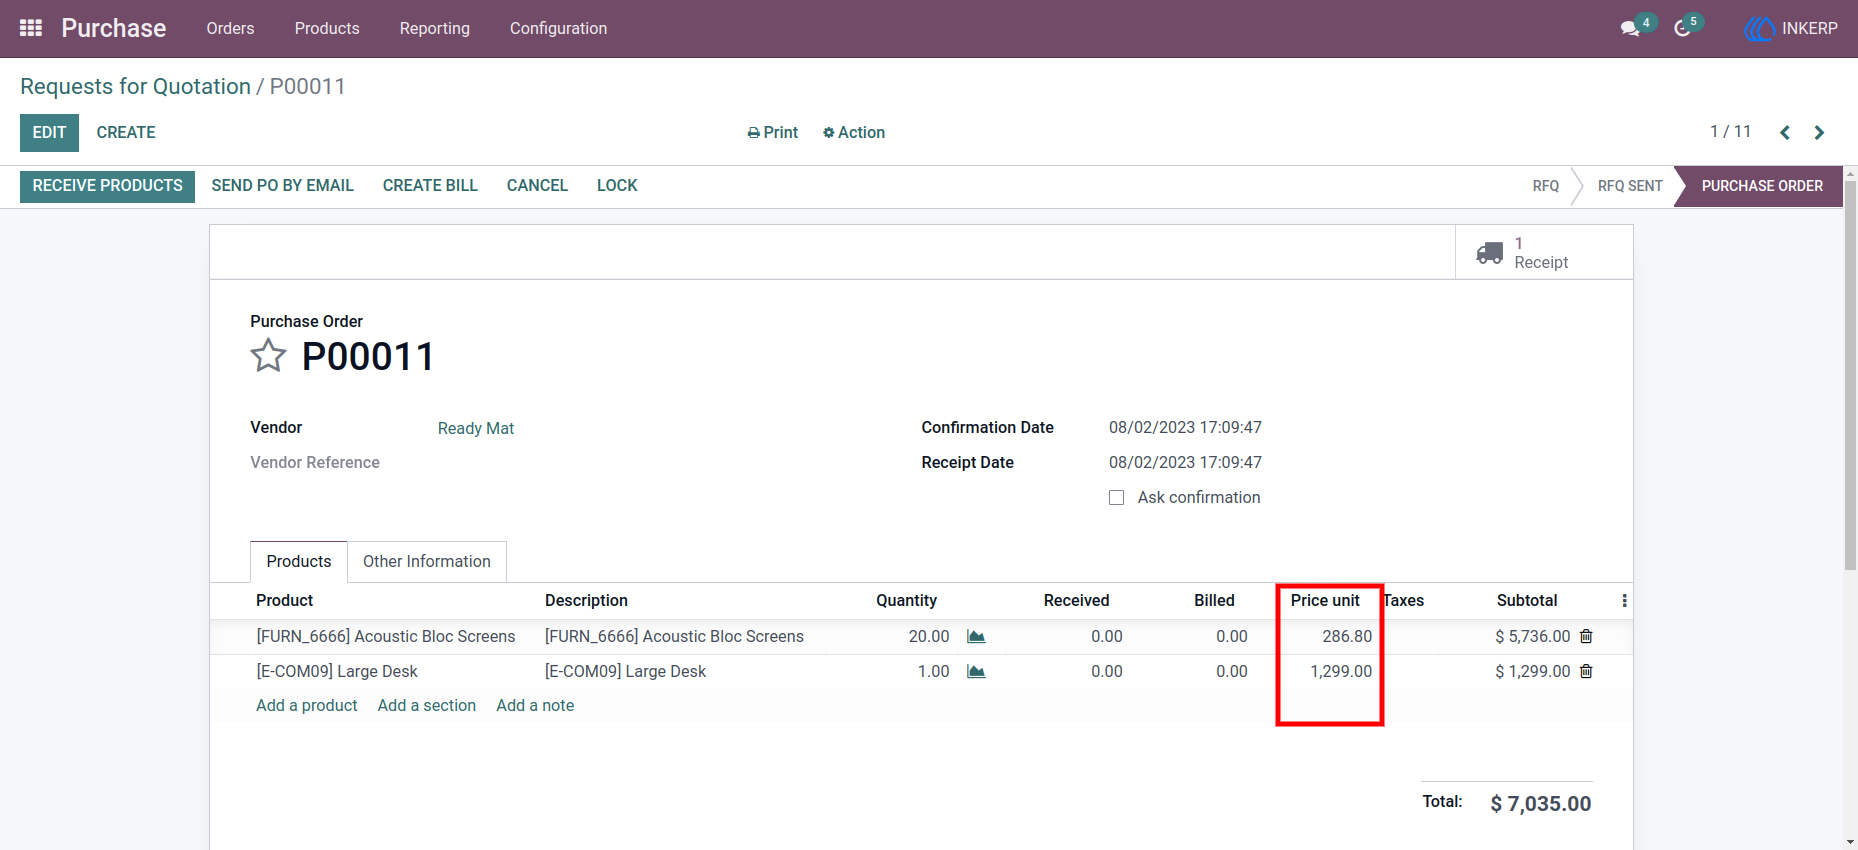 Purchase Orders Products Reporting Configuration 4 5 INKERP
Requests for Quotation / P00011
EDIT CREATE Print Action 1 / 11
RECEIVE PRODUCTS SEND PO BY EMAIL CREATE BILL CANCEL LOCK RFQ RFQ SENT PURCHASE ORDER
1
Receipt
Purchase Order
P00011
Vendor Ready Mat Confirmation Date 08/02/2023 17:09:47
Vendor Reference Receipt Date 08/02/2023 17:09:47
Ask confirmation
Products Other Information
Product Description Quantity Received Billed Price unit Taxes Subtotal
[FURN_6666] Acoustic Bloc Screens [FURN_6666] Acoustic Bloc Screens 20.00 0.00 0.00 286.80 $ 5,736.00
[E-COM09] Large Desk [E-COM09] Large Desk 1.00 0.00 0.00 1,299.00 $ 1,299.00
Add a product Add a section Add a note
Total: $ 7,035.00